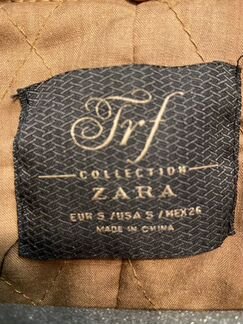 Trf
COLLECTION
ZARA
EUR S / USA S / MEX 26
MADE IN CHINA